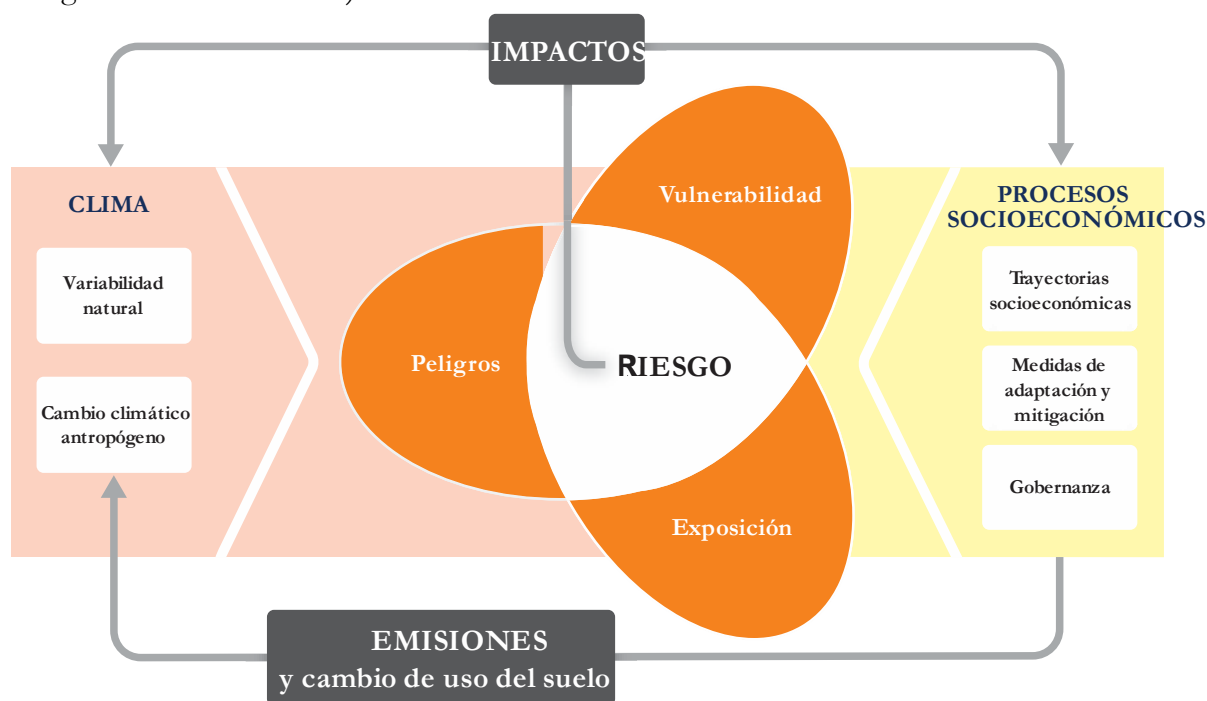 IMPACTOS
CLIMA
Variabilidad
natural
Cambio climático
antropógeno
Vulnerabilidad
Peligros
RIESGO
Exposición
PROCESOS
SOCIOECONÓMICOS
Trayectorias
socioeconómicas
Medidas de
adaptación y
mitigación
Gobernanza
EMISIONES
y cambio de uso del suelo